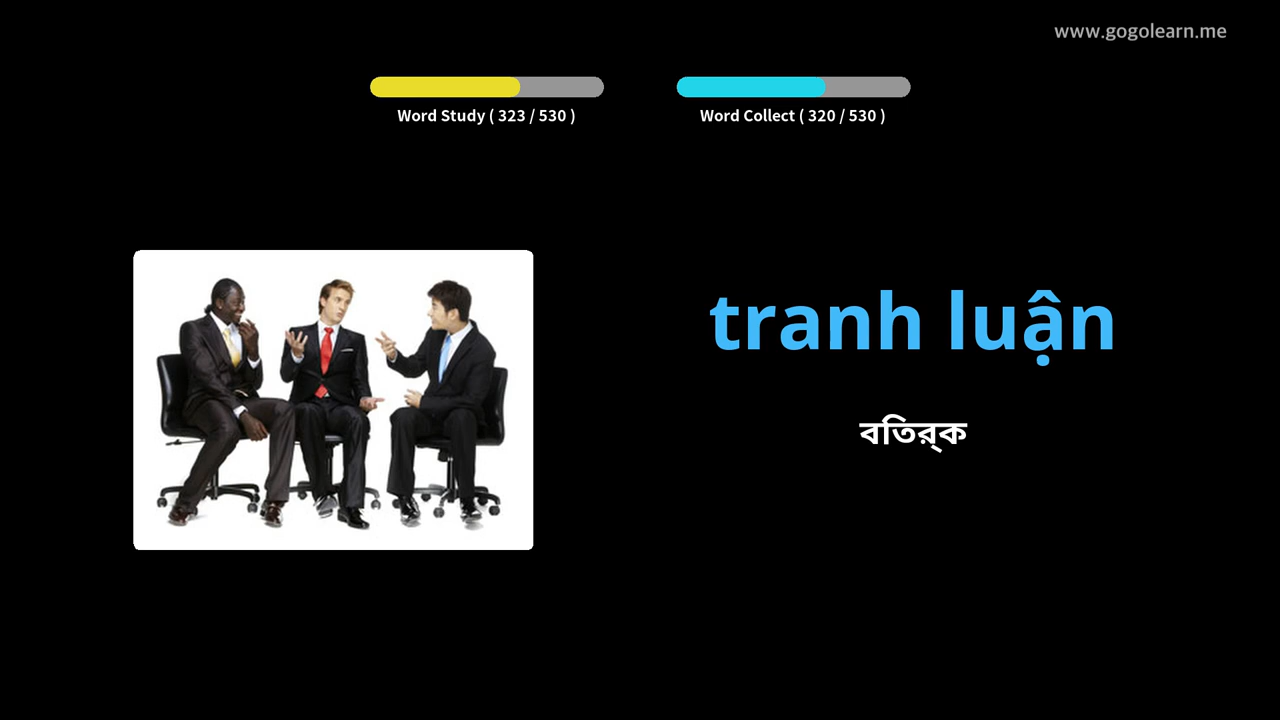 www.gogolearn.me
Word Study ( 323 / 530 )
Word Collect ( 320 / 530 )
tranh luận
বতির্ক